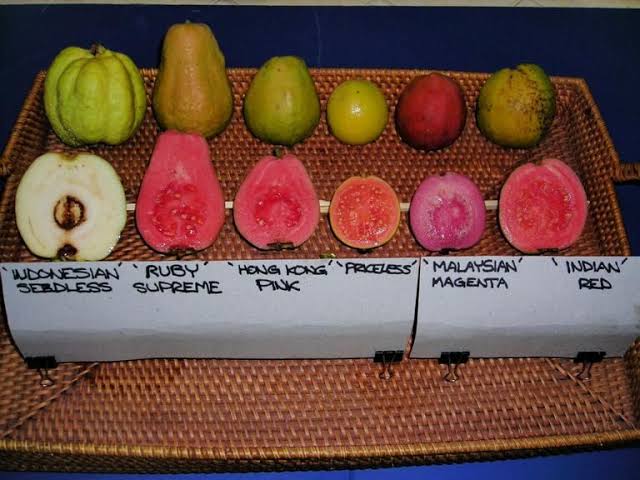 'INDONESIAN SEEDLESS'
'RUBY SUPREME'
'HONG KONG PINK'
'PRICELESS'
'MALAYSIAN MAGENTA'
'INDIAN RED'